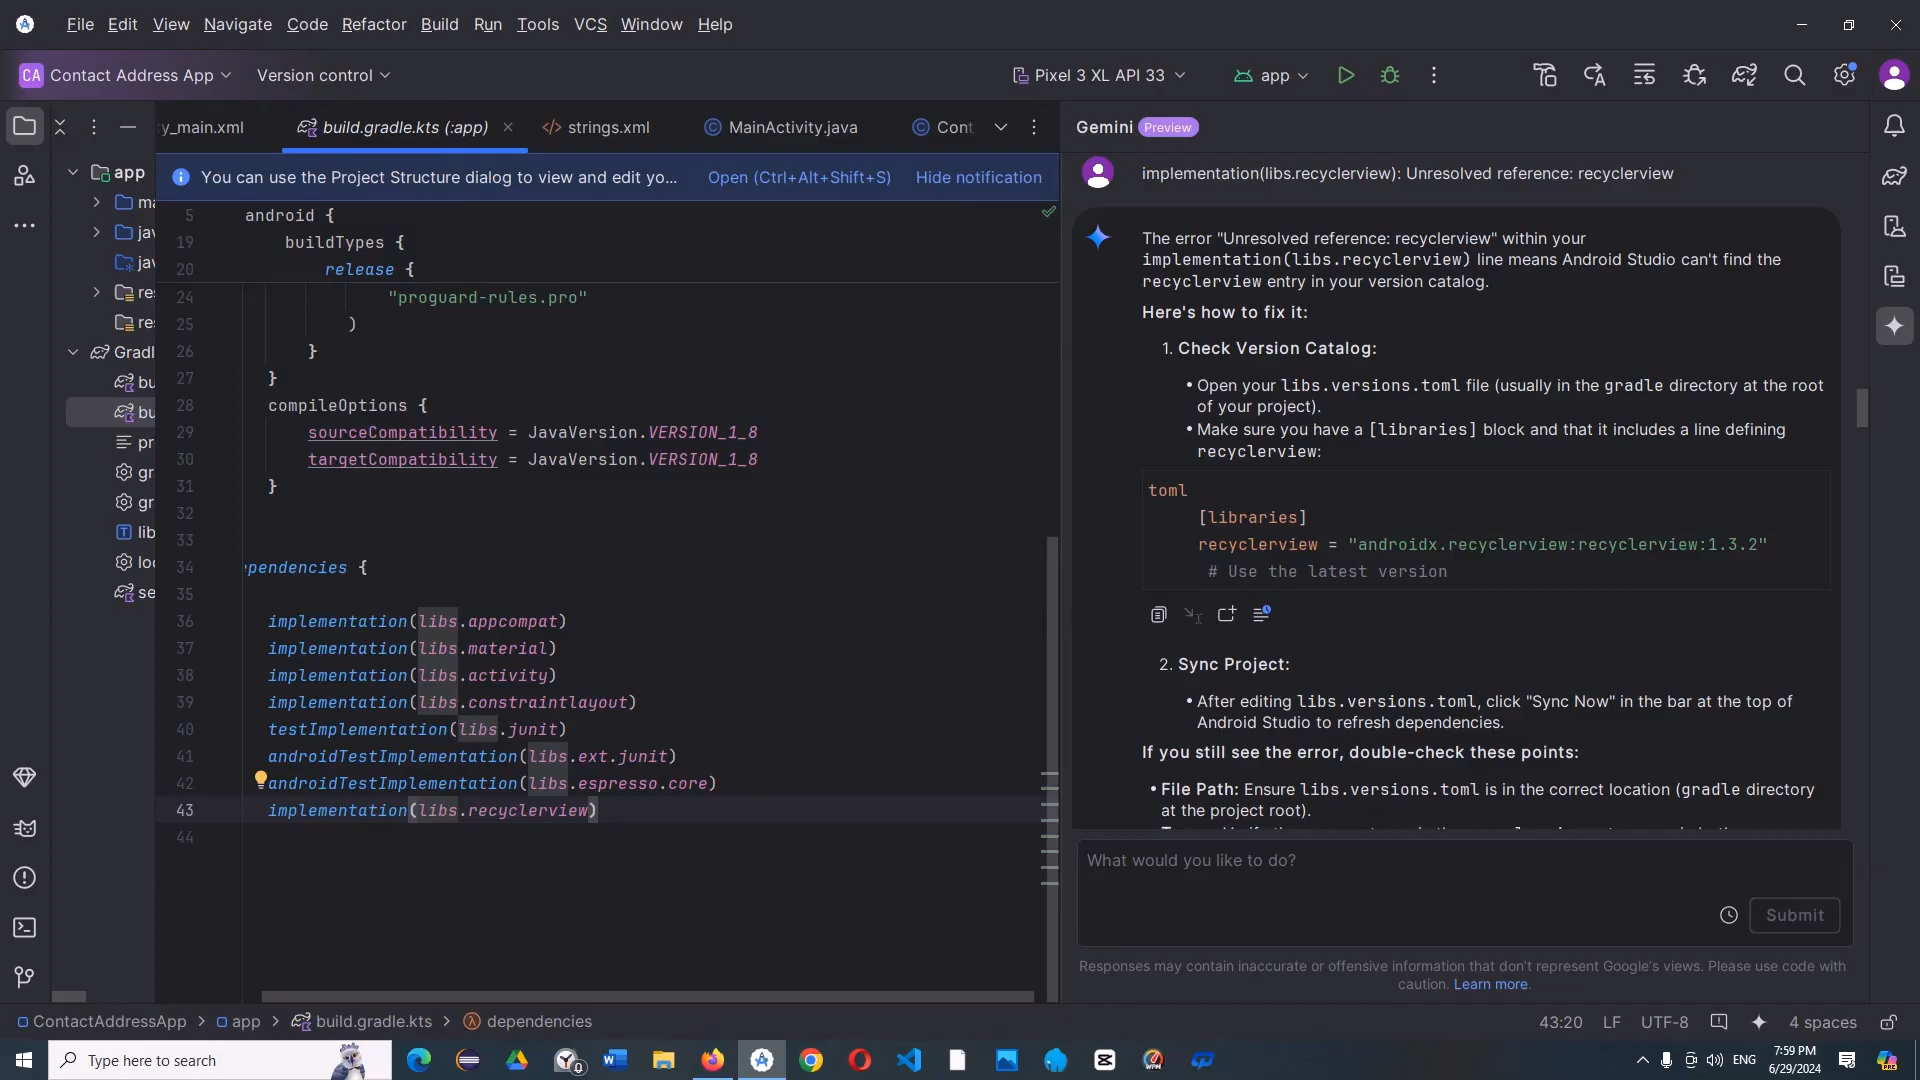 File Edit View Navigate Code Refactor Build Run Tools VCS Window Help
CA Contact Address App Version control Pixel 3 XL API 33 app
y_main.xml build.gradle.kts (:app) strings.xml MainActivity.java Cont
You can use the Project Structure dialog to view and edit yo... Open (Ctrl+Alt+Shift+S) Hide notification
app
ma
jav
jav
res
res
Gradl
bu
bu
pr
gr
gr
lib
loc
se
5 android {
19 buildTypes {
20 release {
24 "proguard-rules.pro"
25 )
26 }
27 }
28 compileOptions {
29 sourceCompatibility = JavaVersion.VERSION_1_8
30 targetCompatibility = JavaVersion.VERSION_1_8
31 }
32
33
34 pendencies {
35
36 implementation(libs.appcompat)
37 implementation(libs.material)
38 implementation(libs.activity)
39 implementation(libs.constraintlayout)
40 testImplementation(libs.junit)
41 androidTestImplementation(libs.ext.junit)
42 androidTestImplementation(libs.espresso.core)
43 implementation(libs.recyclerview)
44
Gemini Preview
implementation(libs.recyclerview): Unresolved reference: recyclerview
The error "Unresolved reference: recyclerview" within your
implementation(libs.recyclerview) line means Android Studio can't find the
recyclerview entry in your version catalog.
Here's how to fix it:
1. Check Version Catalog:
• Open your libs.versions.toml file (usually in the gradle directory at the root
of your project).
• Make sure you have a [libraries] block and that it includes a line defining
recyclerview:
toml
[libraries]
recyclerview = "androidx.recyclerview:recyclerview:1.3.2"
# Use the latest version
2. Sync Project:
• After editing libs.versions.toml, click "Sync Now" in the bar at the top of
Android Studio to refresh dependencies.
If you still see the error, double-check these points:
• File Path: Ensure libs.versions.toml is in the correct location (gradle directory
at the project root).
What would you like to do?
Submit
Responses may contain inaccurate or offensive information that don't represent Google's views. Please use code with
caution. Learn more.
ContactAddressApp > app > build.gradle.kts > dependencies 43:20 LF UTF-8 4 spaces
Type here to search ENG 7:59 PM
6/29/2024